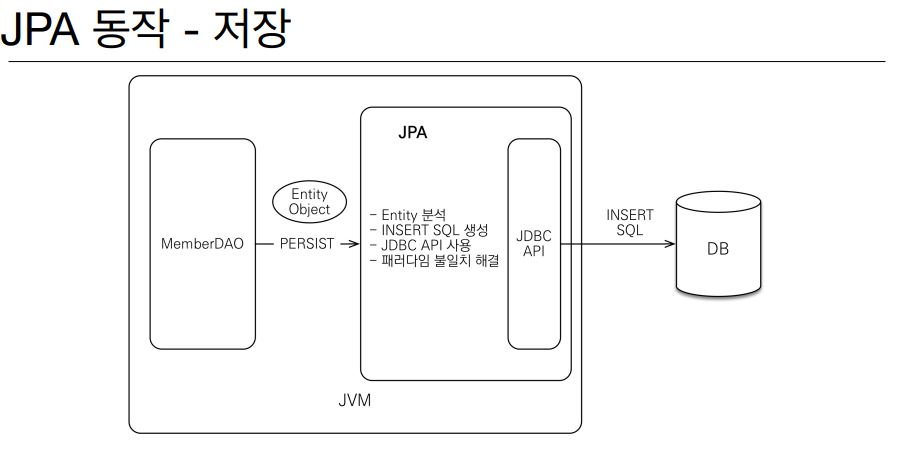 JPA 동작 - 저장
JPA
Entity
Object
MemberDAO
PERSIST
- Entity 분석
- INSERT SQL 생성
- JDBC API 사용
- 패러다임 불일치 해결
JDBC
API
INSERT
SQL
DB
JVM